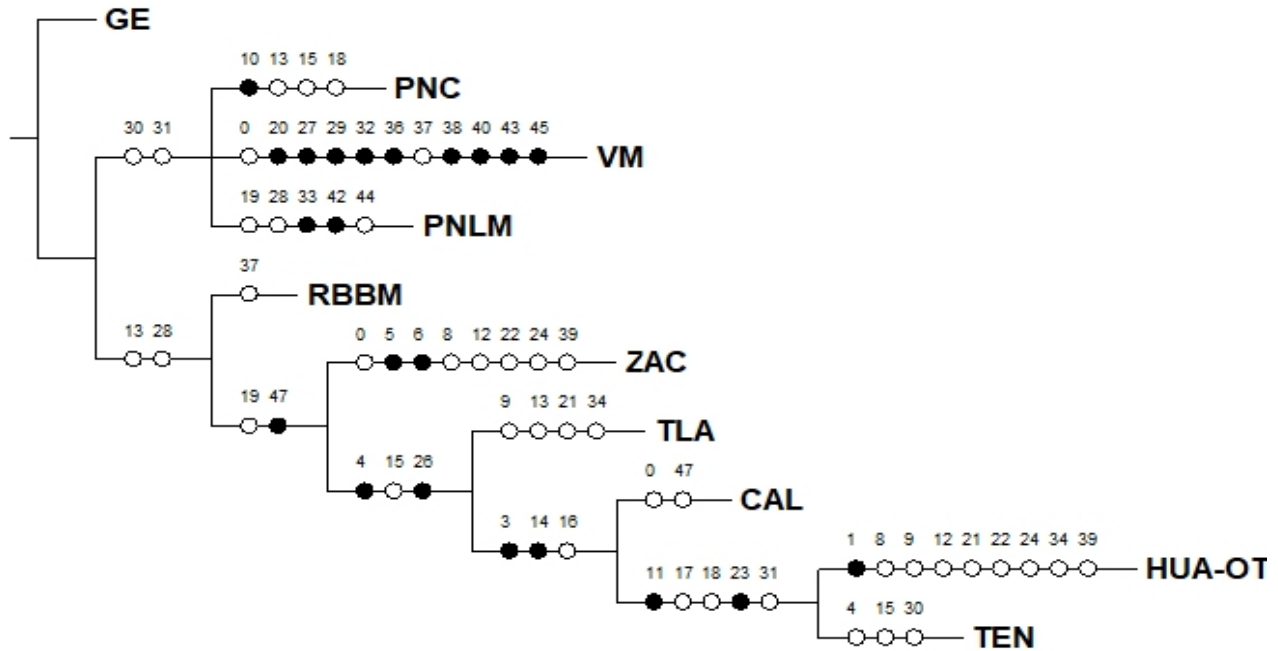 GE
10 13 15 18
PNC
30 31
0 20 27 29 32 36 37 38 40 43 45
VM
19 28 33 42 44
PNLM
37
RBBM
13 28
0 5 6 8 12 22 24 39
ZAC
19 47
9 13 21 34
TLA
4 15 26
0 47
CAL
3 14 16
1 8 9 12 21 22 24 34 39
HUA-OT
11 17 18 23 31
4 15 30
TEN